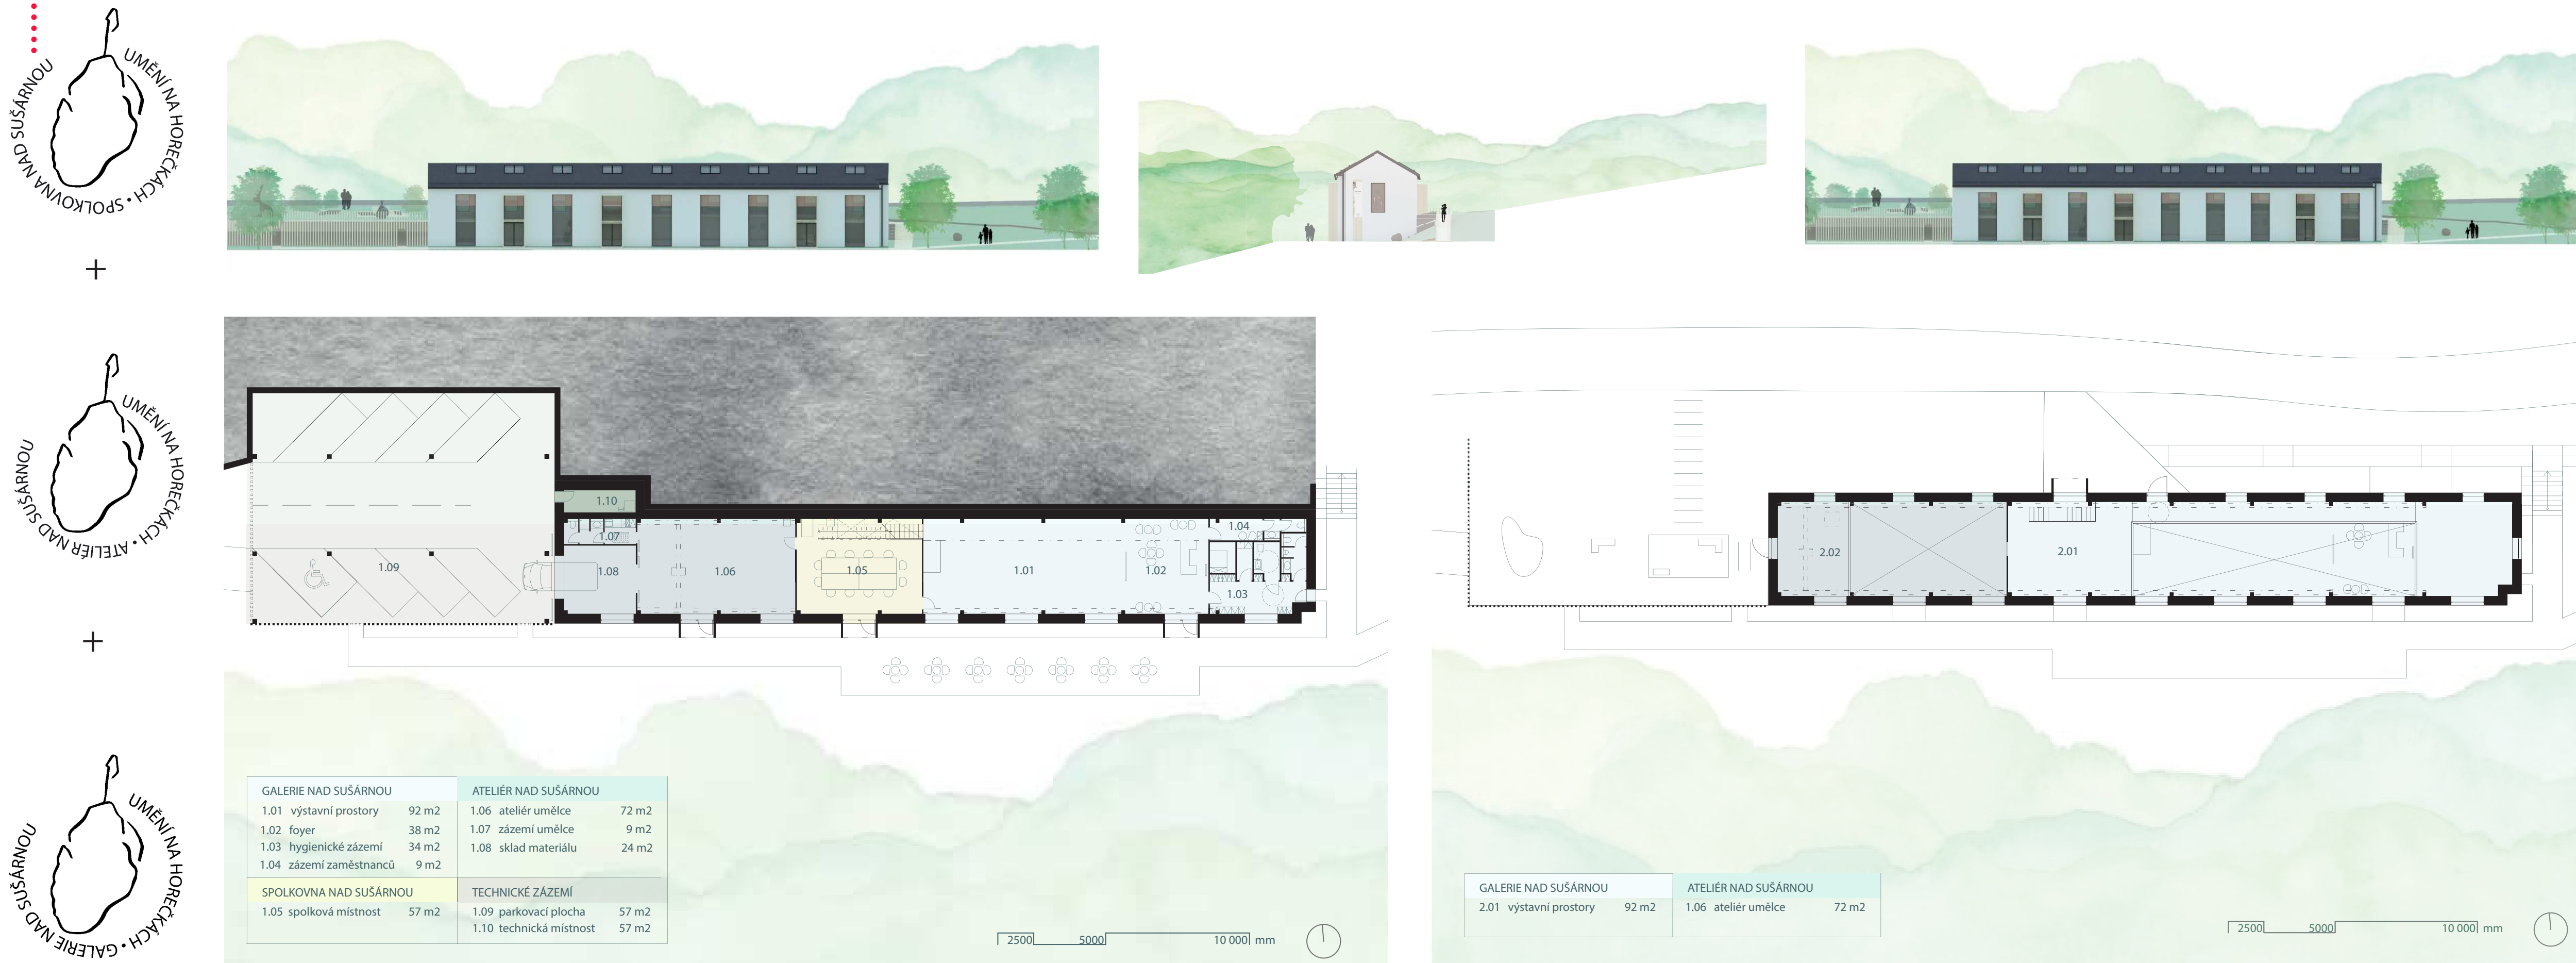 UMĚNÍ NA HOREČKÁCH • SPOLKOVNA NAD SUŠÁRNOU
+
UMĚNÍ NA HOREČKÁCH • ATELIÉR NAD SUŠÁRNOU
+
UMĚNÍ NA HOREČKÁCH • GALERIE NAD SUŠÁRNOU
1.10
1.07
1.09
1.08
1.06
1.05
1.01
1.02
1.04
1.03
GALERIE NAD SUŠÁRNOU
1.01 výstavní prostory 92 m2
1.02 foyer 38 m2
1.03 hygienické zázemí 34 m2
1.04 zázemí zaměstnanců 9 m2
ATELIÉR NAD SUŠÁRNOU
1.06 ateliér umělce 72 m2
1.07 zázemí umělce 9 m2
1.08 sklad materiálu 24 m2
SPOLKOVNA NAD SUŠÁRNOU
1.05 spolková místnost 57 m2
TECHNICKÉ ZÁZEMÍ
1.09 parkovací plocha 57 m2
1.10 technická místnost 57 m2
2500 5000 10 000 mm
2.02
2.01
GALERIE NAD SUŠÁRNOU
2.01 výstavní prostory 92 m2
ATELIÉR NAD SUŠÁRNOU
1.06 ateliér umělce 72 m2
2500 5000 10 000 mm